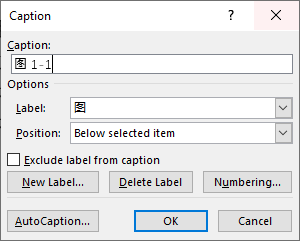 Caption
?
Caption:
图 1-1
Options
Label:
图
Position:
Below selected item
Exclude label from caption
New Label...
Delete Label
Numbering...
AutoCaption...
OK
Cancel